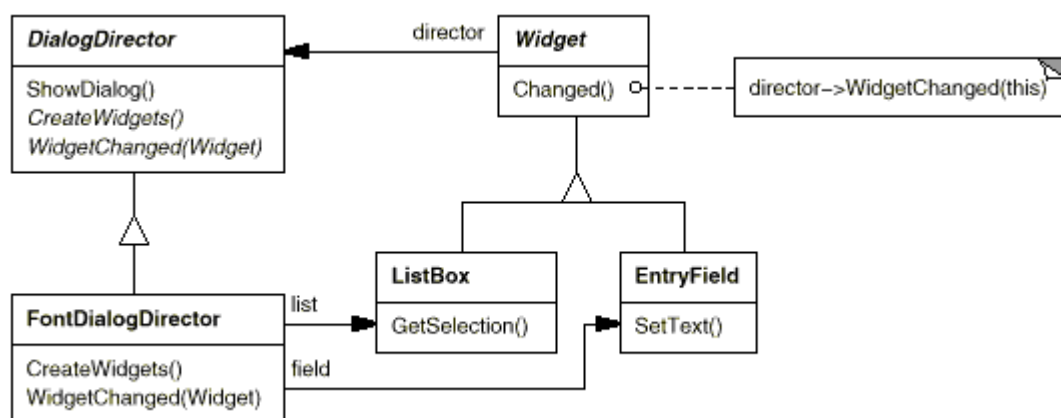 DialogDirector
ShowDialog()
CreateWidgets()
WidgetChanged(Widget)
director
Widget
Changed()
director->WidgetChanged(this)
ListBox
GetSelection()
EntryField
SetText()
FontDialogDirector
CreateWidgets()
WidgetChanged(Widget)
list
field